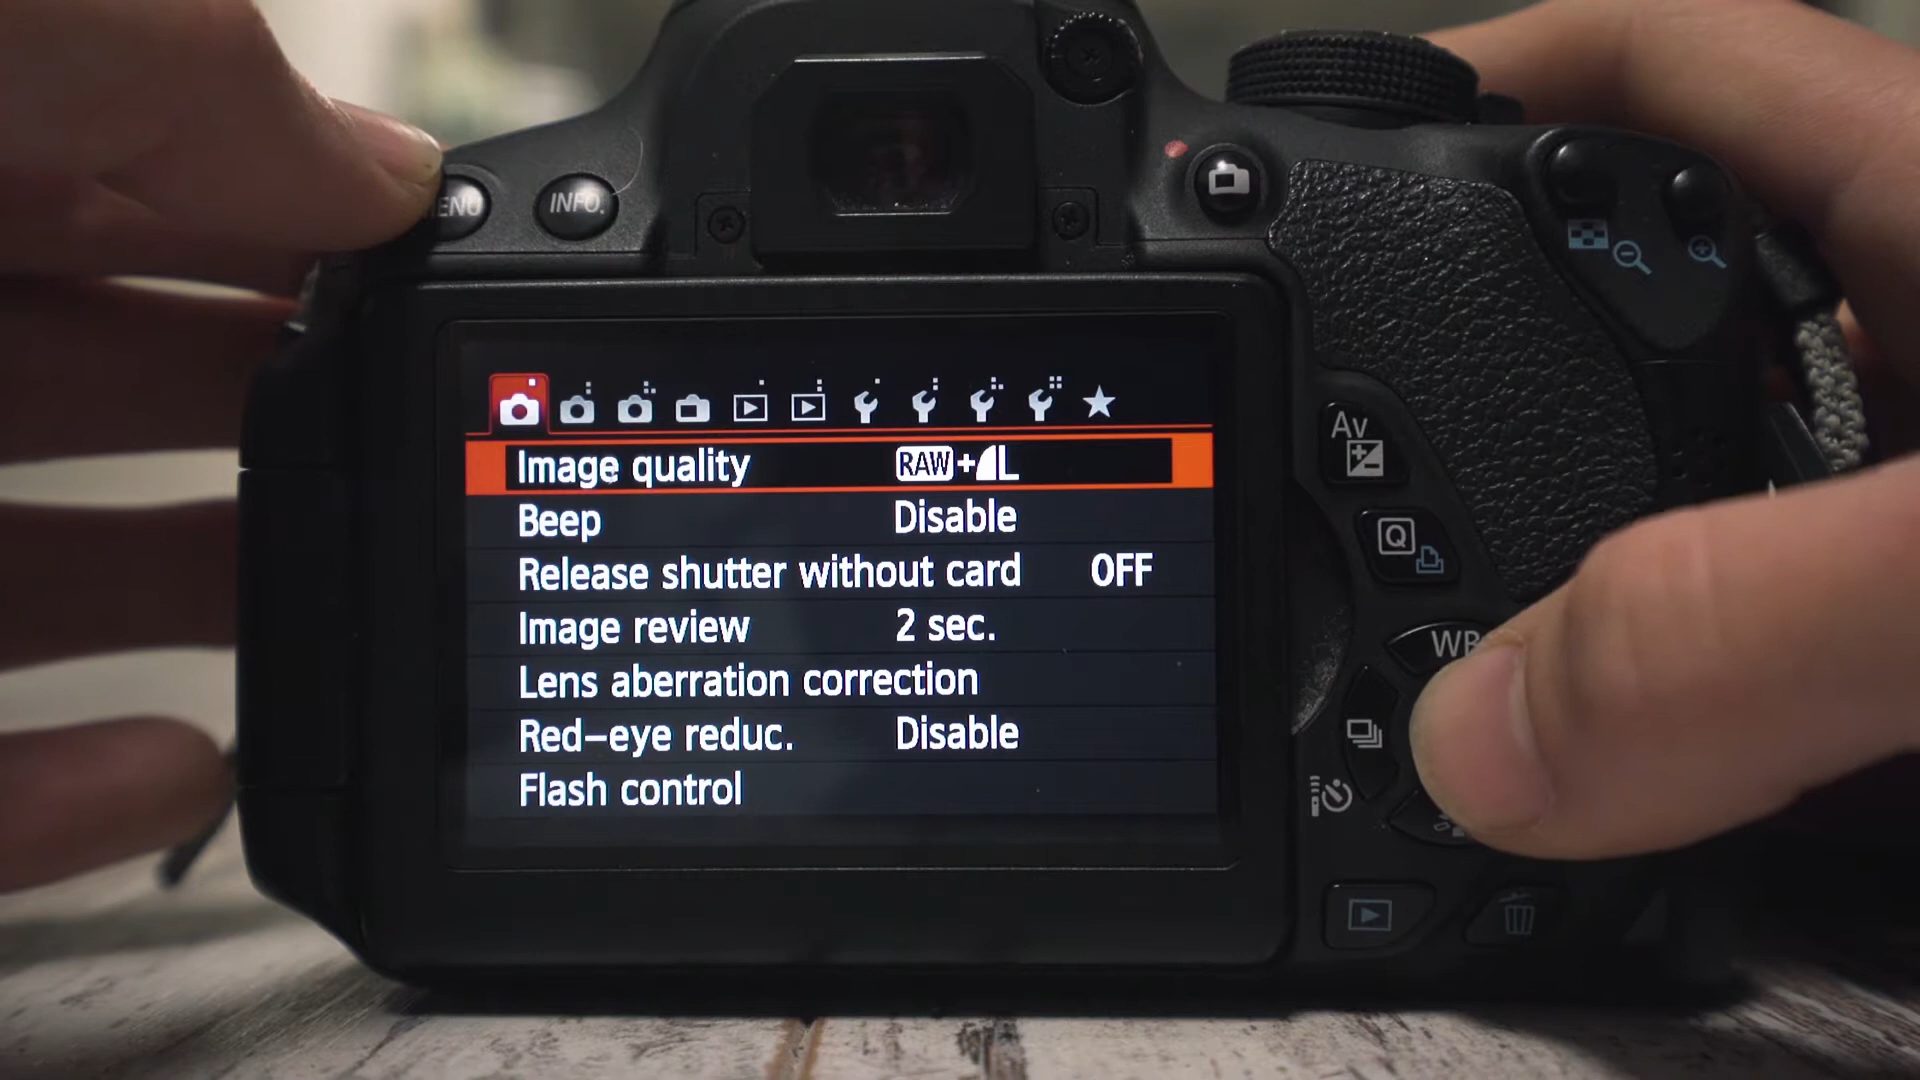 MENU
INFO.
Image quality RAW+L
Beep Disable
Release shutter without card OFF
Image review 2 sec.
Lens aberration correction
Red-eye reduc. Disable
Flash control
Av
Q